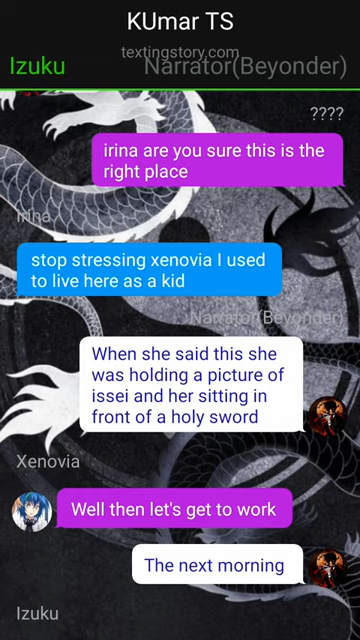 KUmar TS
textingstory.com
Izuku
Narrator(Beyonder)
????
irina are you sure this is the
right place
Irina
stop stressing xenovia I used
to live here as a kid
Narrator(Beyonder)
When she said this she
was holding a picture of
issei and her sitting in
front of a holy sword
Xenovia
Well then let's get to work
The next morning
Izuku